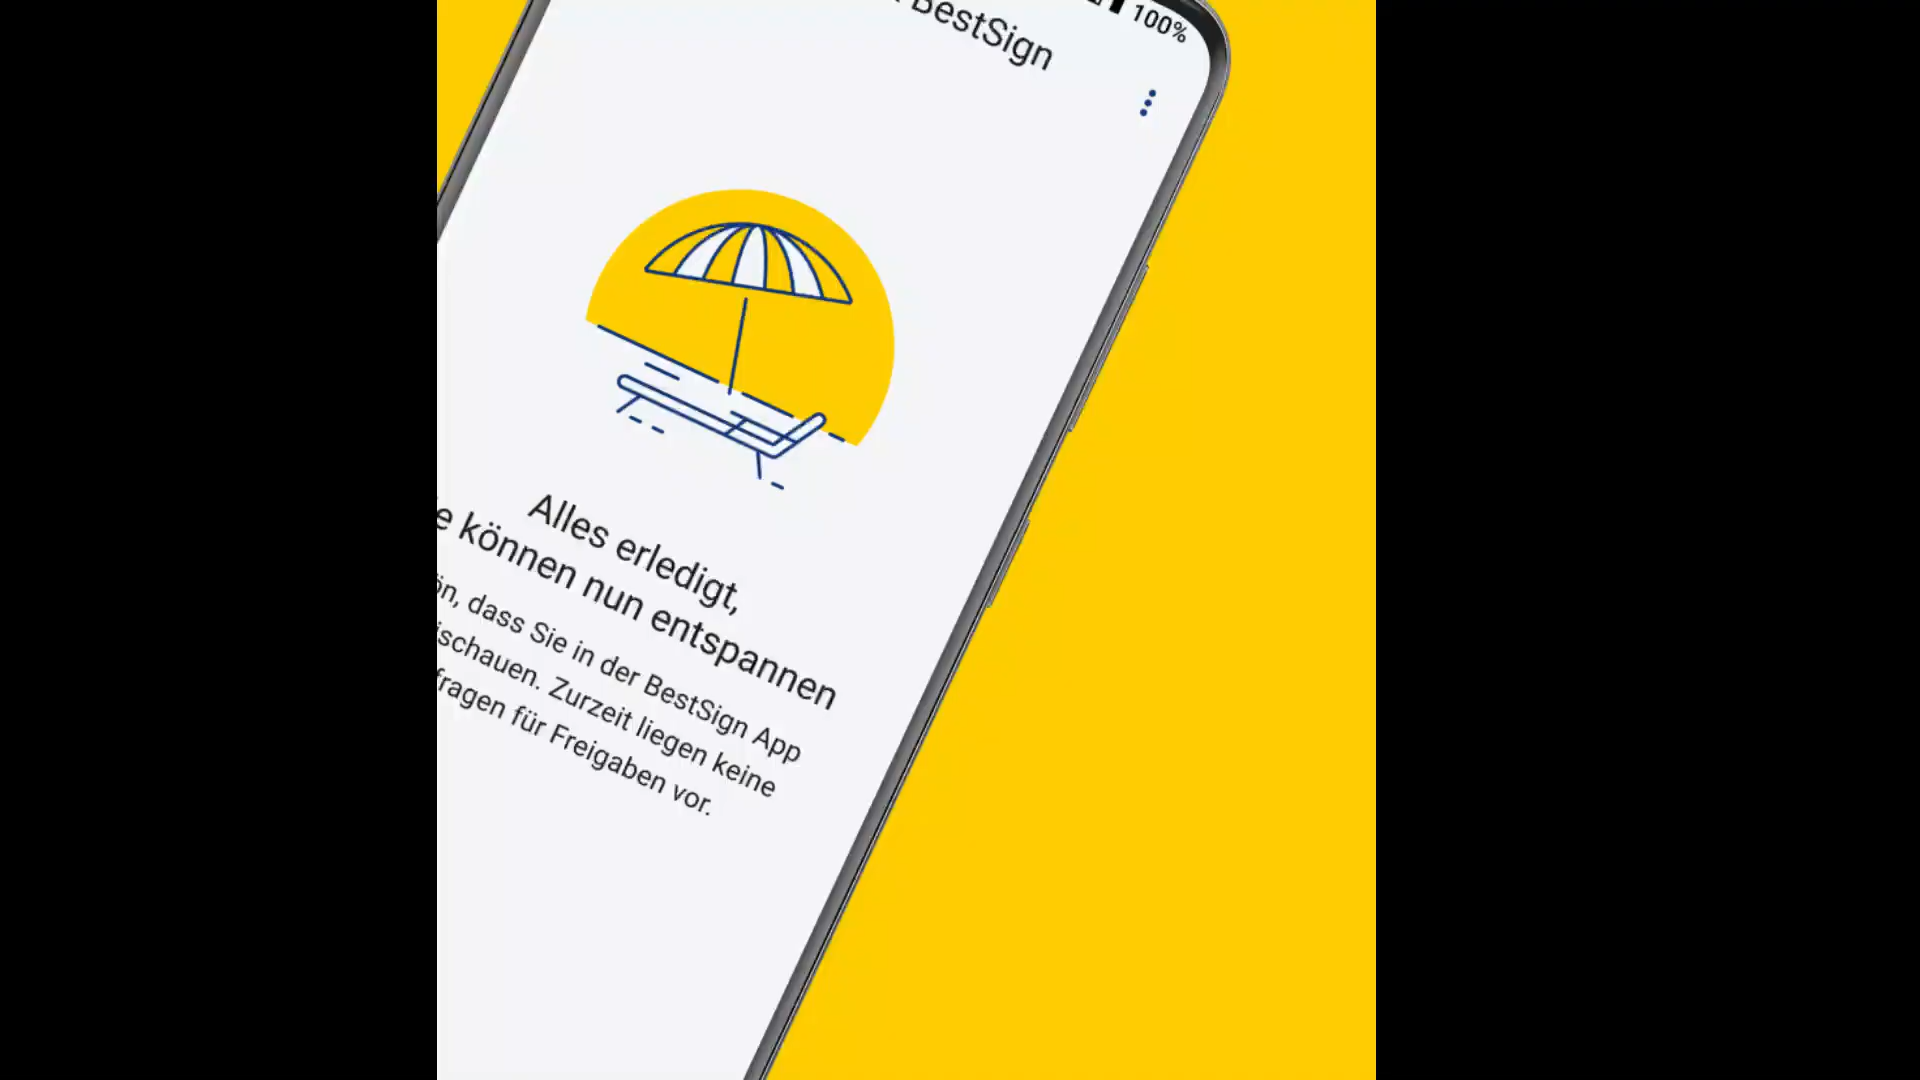 100%
BestSign
Alles erledigt,
können nun entspannen
dass Sie in der BestSign App
Zurzeit liegen keine
für Freigaben vor.